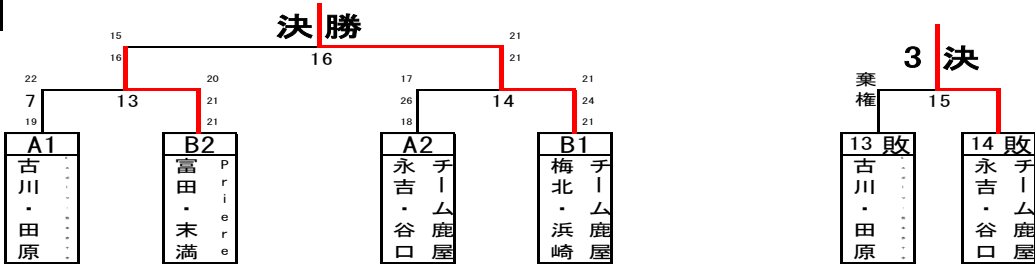 決勝
15
16
21
21
16
22
7
19
13
20
21
21
17
26
18
14
21
24
21
A1
古川・田原
B2
富田・末満
Priere
A2
チーム鹿屋
永吉・谷口
B1
チーム鹿屋
梅北・浜崎
3決
棄権
15
13敗
古川・田原
14敗
チーム鹿屋
永吉・谷口